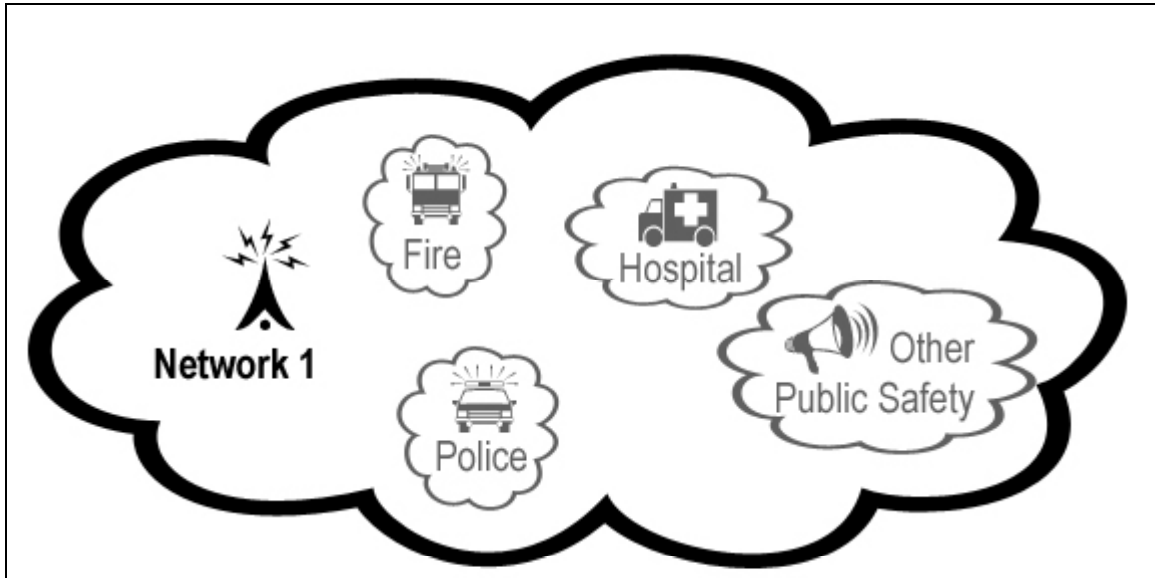 Fire
Hospital
Network 1
Other
Public Safety
Police